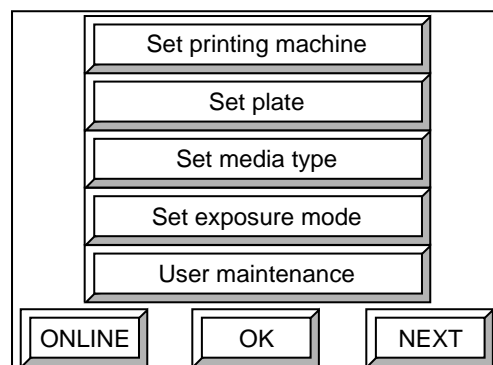 Set printing machine
Set plate
Set media type
Set exposure mode
User maintenance
ONLINE OK NEXT